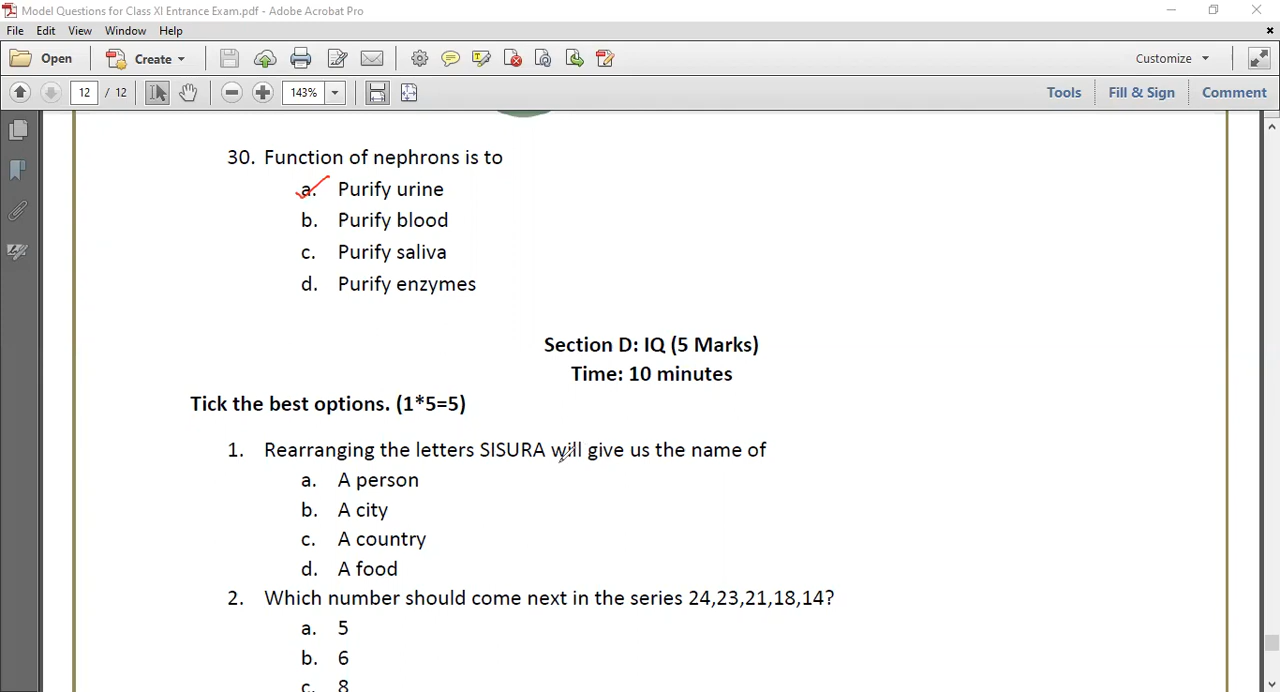 Model Questions for Class XI Entrance Exam.pdf - Adobe Acrobat Pro
File Edit View Window Help
Open Create Customize
12 / 12 143% Tools Fill & Sign Comment
30. Function of nephrons is to
a. Purify urine
b. Purify blood
c. Purify saliva
d. Purify enzymes
Section D: IQ (5 Marks)
Time: 10 minutes
Tick the best options. (1*5=5)
1. Rearranging the letters SISURA will give us the name of
a. A person
b. A city
c. A country
d. A food
2. Which number should come next in the series 24,23,21,18,14?
a. 5
b. 6
c. 8